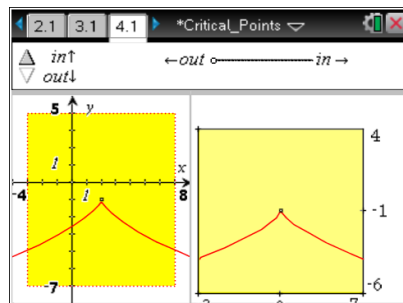 2.1 3.1 4.1 *Critical_Points
in↑ ←out in→
out↓
5 y 4
1
x
-4 1 8 -1
-7 -6